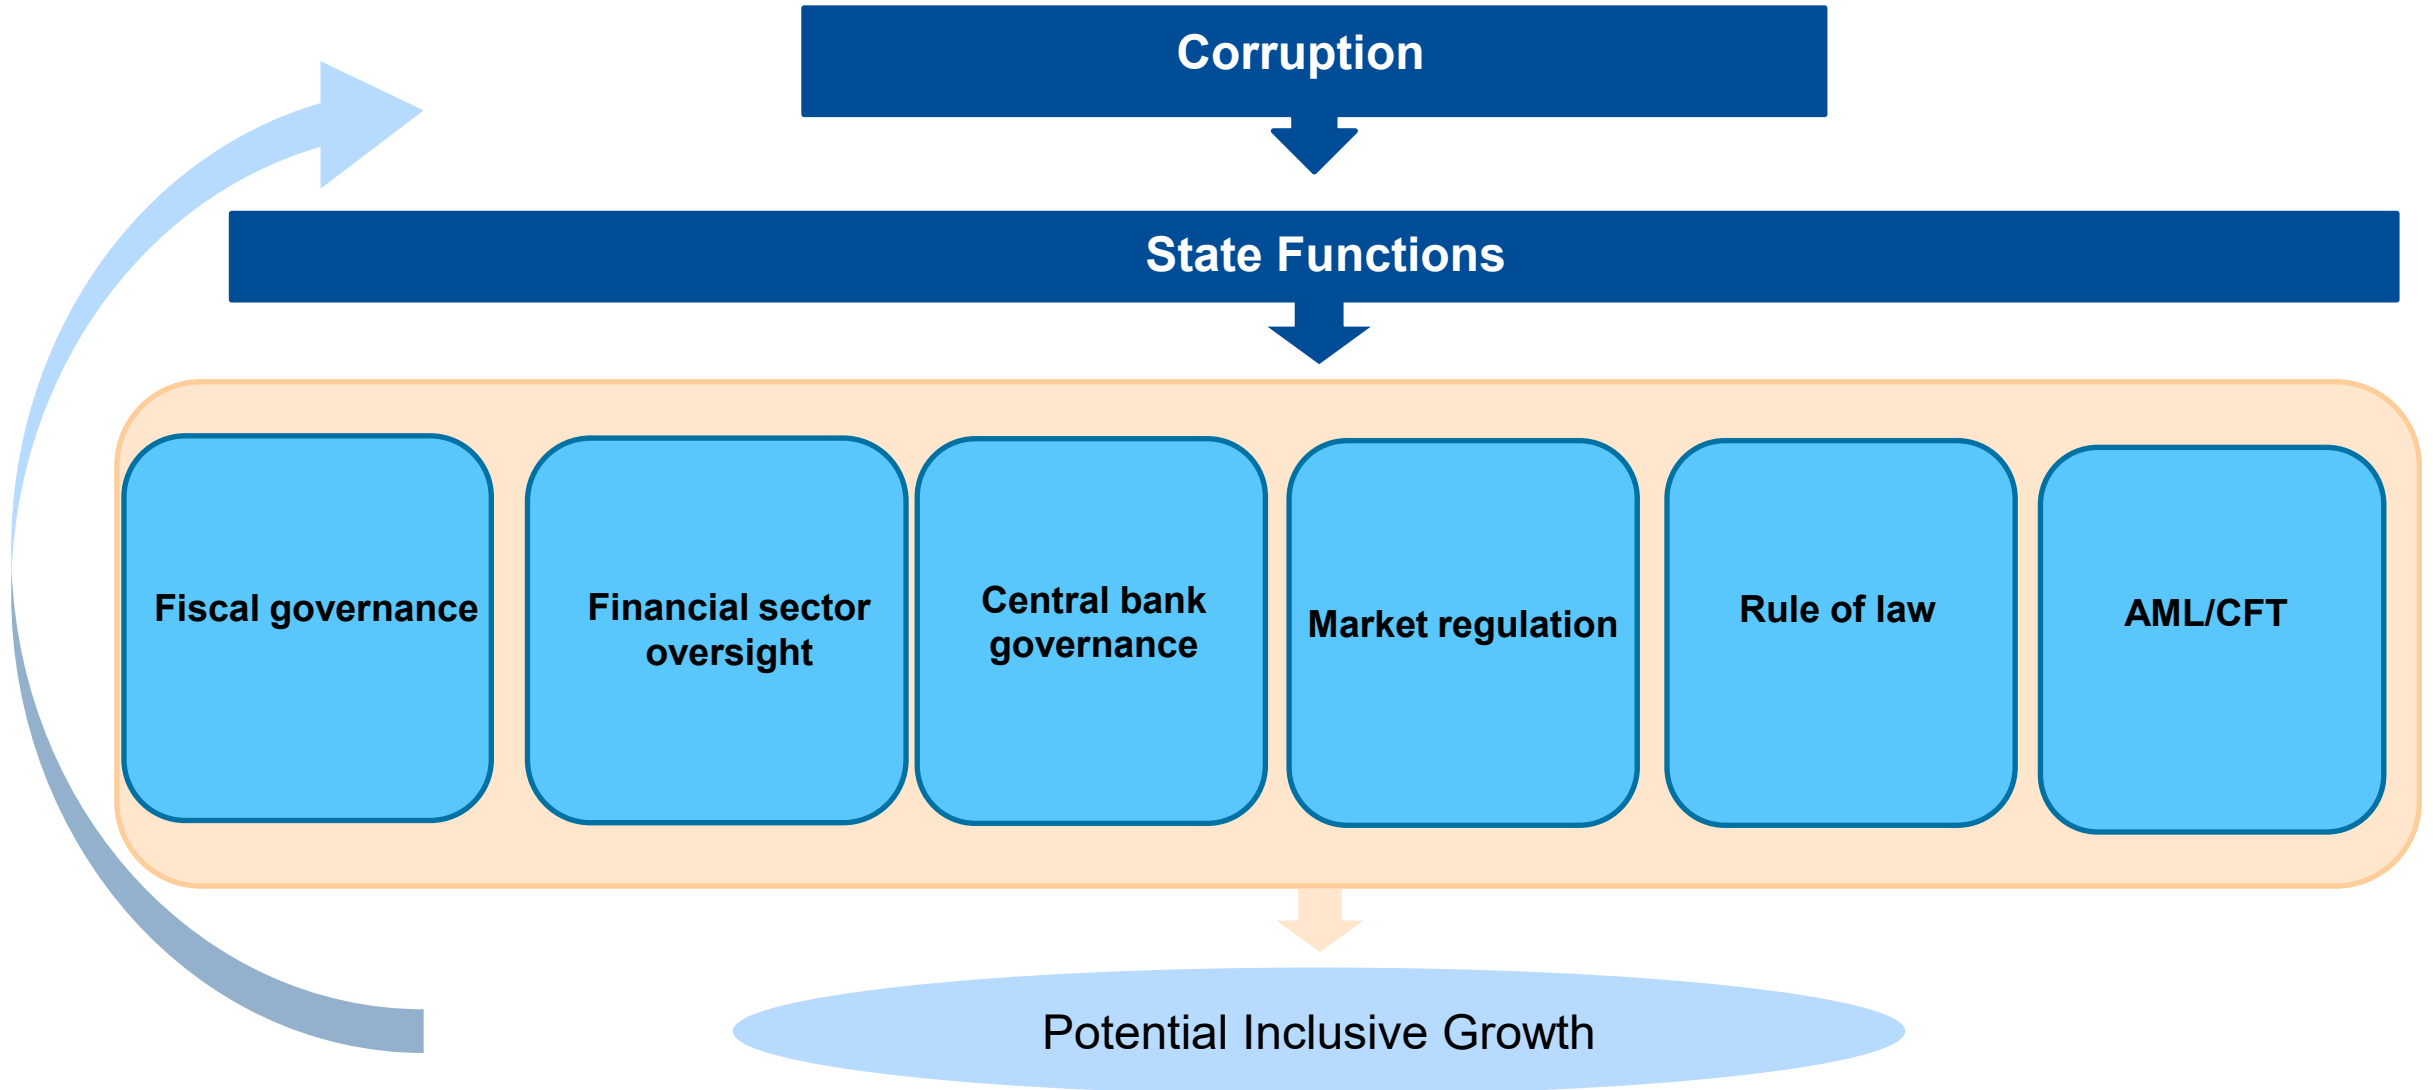 Corruption
State Functions
Fiscal governance
Financial sector
oversight
Central bank
governance
Market regulation
Rule of law
AML/CFT
Potential Inclusive Growth